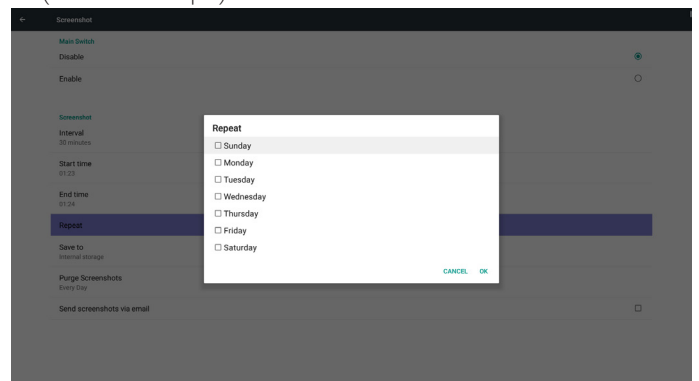 Screenshot
Main Switch
Disable
Enable
Screenshot
Interval
30 minutes
Start time
01:23
End time
01:24
Repeat
Save to
Internal storage
Purge Screenshots
Every Day
Send screenshots via email
Repeat
Sunday
Monday
Tuesday
Wednesday
Thursday
Friday
Saturday
CANCEL OK